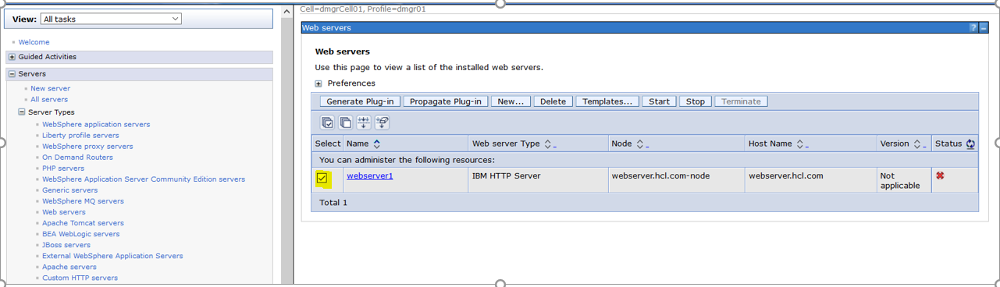 Cell=dmgrCell01, Profile=dmgr01
View: All tasks
Welcome
Guided Activities
Servers
New server
All servers
Server Types
WebSphere application servers
Liberty profile servers
WebSphere proxy servers
On Demand Routers
PHP servers
WebSphere Application Server Community Edition servers
Generic servers
WebSphere MQ servers
Web servers
Apache Tomcat servers
BEA WebLogic servers
JBoss servers
External WebSphere Application Servers
Apache servers
Custom HTTP servers
Web servers ? _
Web servers
Use this page to view a list of the installed web servers.
Preferences
Generate Plug-in Propagate Plug-in New... Delete Templates... Start Stop Terminate
Select Name Web server Type Node Host Name Version Status
You can administer the following resources:
webserver1 IBM HTTP Server webserver.hcl.com-node webserver.hcl.com Not
applicable
Total 1